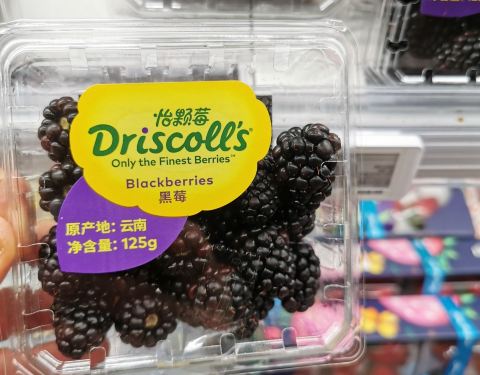 怡颗莓
Driscoll's
Only the Finest Berries™
Blackberries
黑莓
原产地: 云南
净含量: 125g